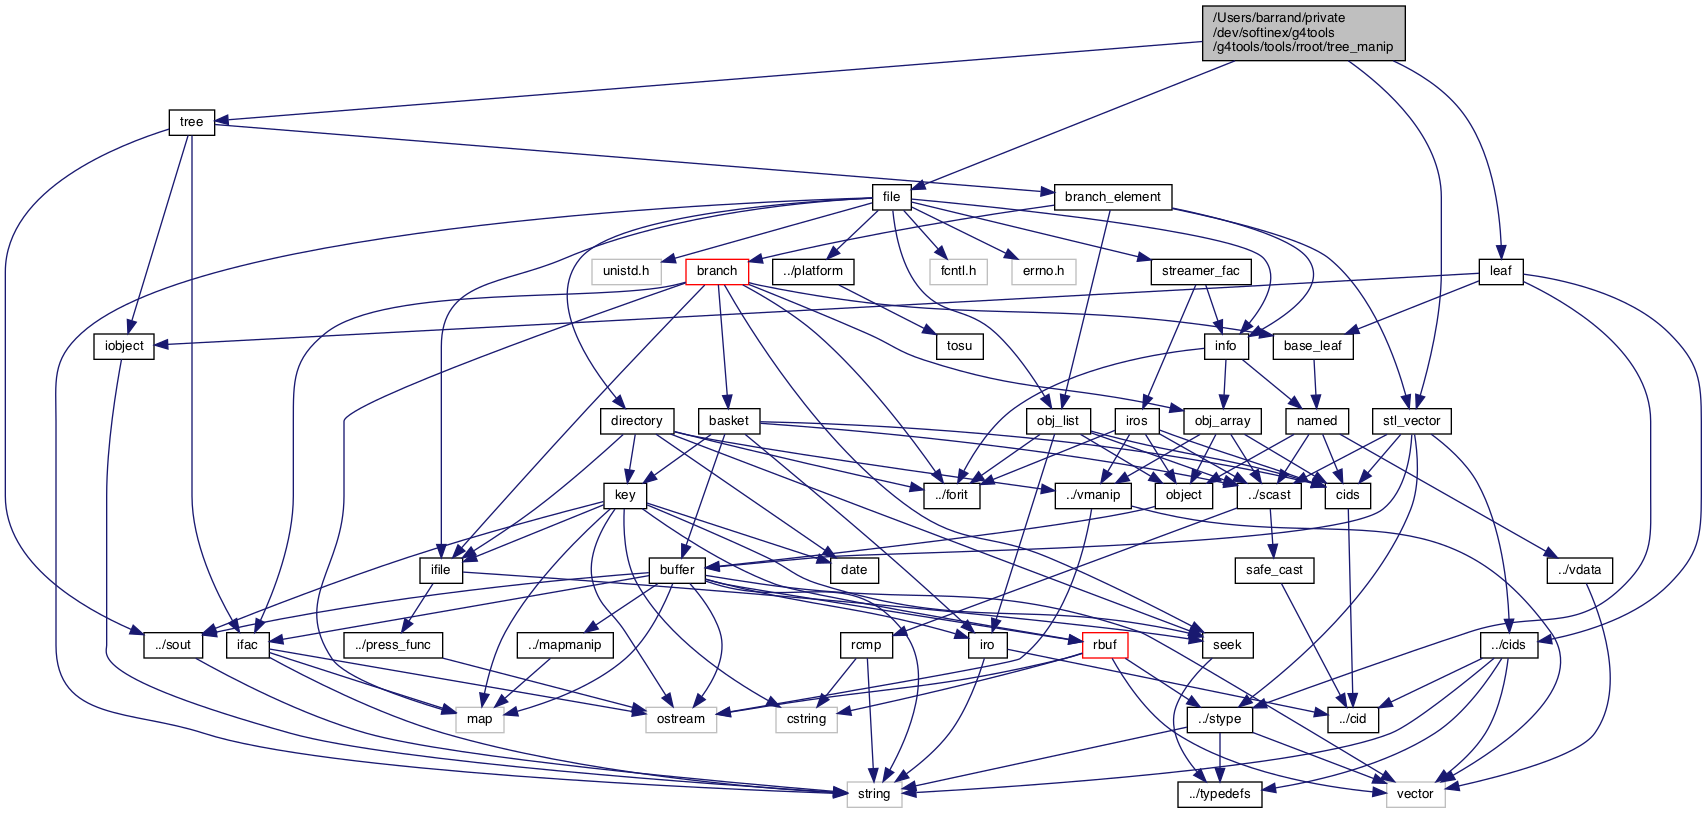 /Users/barrand/private
/dev/softinex/g4tools
/g4tools/tools/rroot/tree_manip
tree
file
branch_element
unistd.h
branch
../platform
fcntl.h
errno.h
streamer_fac
leaf
iobject
tosu
info
base_leaf
directory
basket
obj_list
iros
obj_array
named
stl_vector
key
../forit
../vmanip
object
../scast
cids
ifile
buffer
date
safe_cast
../vdata
../sout
ifac
../press_func
../mapmanip
rcmp
iro
rbuf
seek
../cids
map
ostream
cstring
../stype
../cid
string
../typedefs
vector